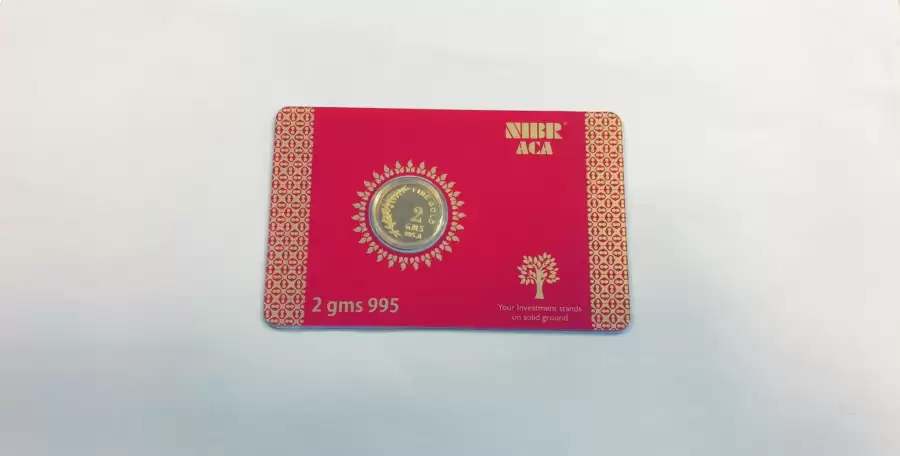 NIBR®
ACA
FINE GOLD
2
GMS
995.0
2 gms 995
Your Investment stands
on solid ground